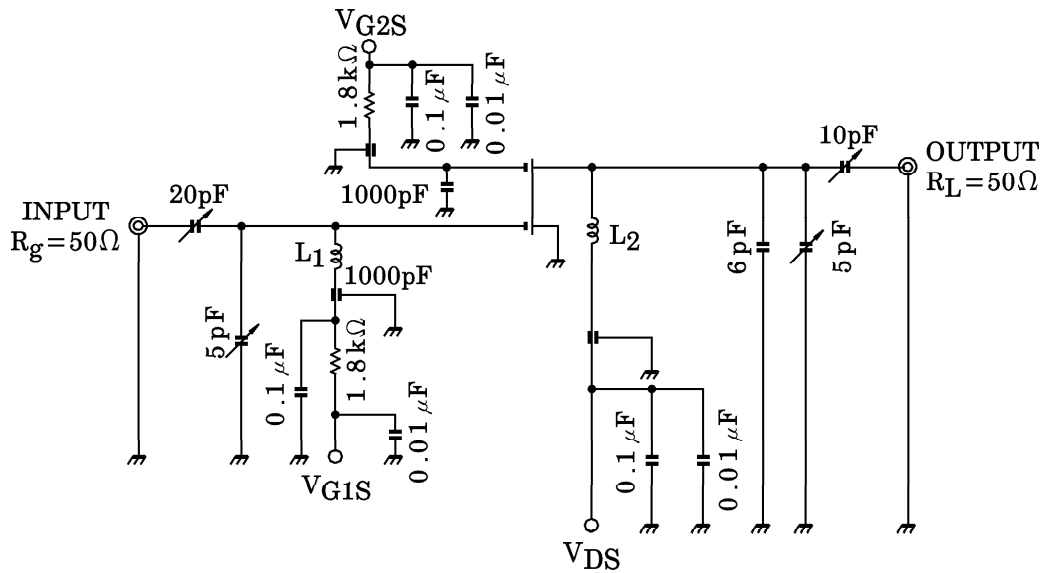 VG2S
1.8kΩ
0.1μF
0.01μF
10pF
OUTPUT
RL=50Ω
1000pF
20pF
INPUT
Rg=50Ω
L1
L2
6pF
5pF
1000pF
5pF
0.1μF
1.8kΩ
0.01μF
VG1S
0.1μF
0.01μF
VDS